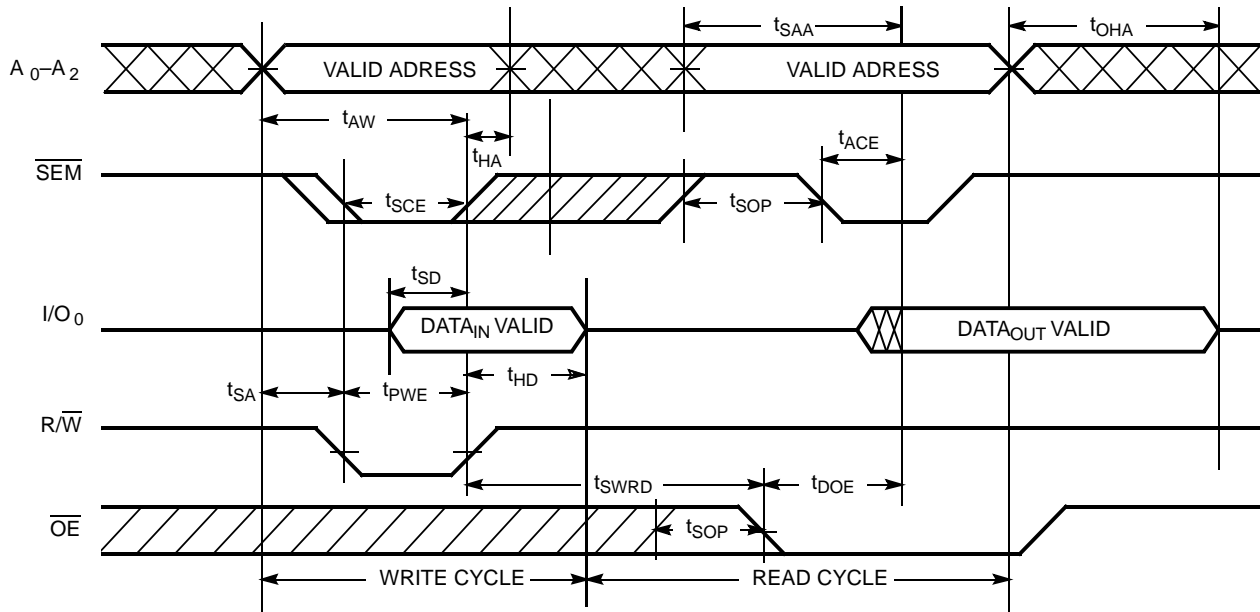 tSAA
tOHA
A0–A2
VALID ADRESS
VALID ADRESS
tAW
tHA
tACE
SEM
tSCE
tSOP
tSD
I/O0
DATAIN VALID
DATAOUT VALID
tSA
tPWE
tHD
R/W
tSWRD
tDOE
OE
tSOP
WRITE CYCLE
READ CYCLE